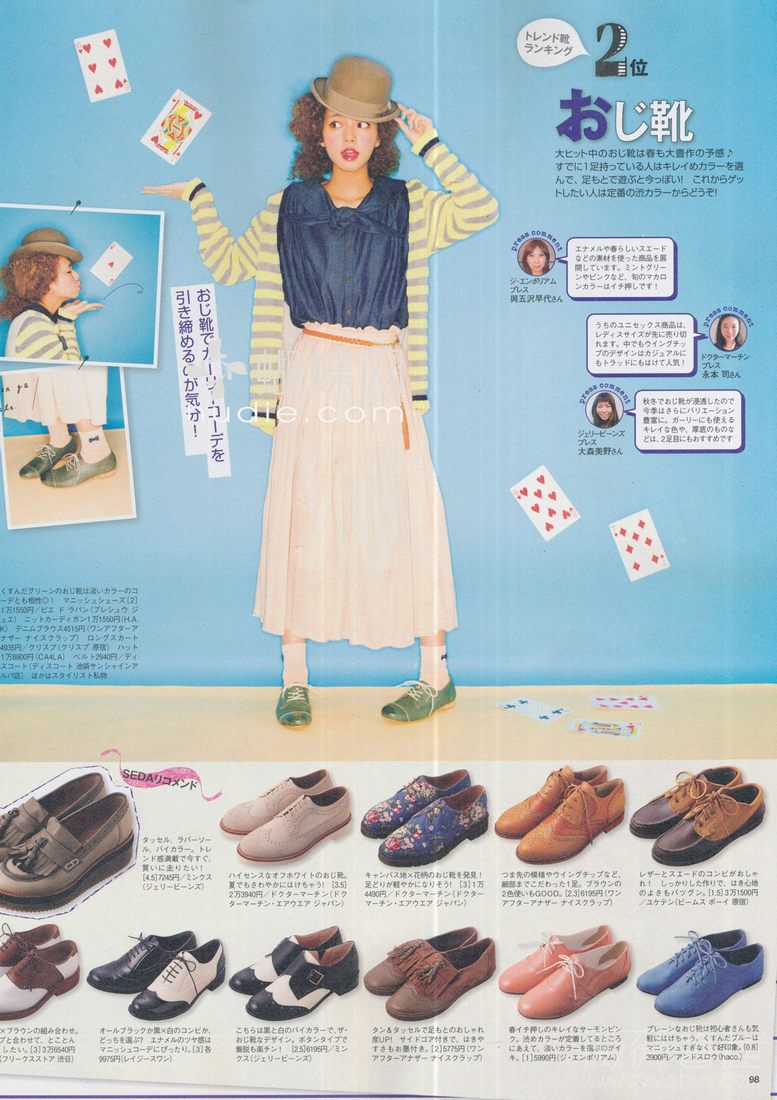 トレンド靴
ランキング
2位
おじ靴
大ヒット中のおじ靴は春も大豊作の予感♪
すでに1足持っている人はキレイめカラーを選
んで、足もとで遊ぶと今っぽい! これからゲッ
トしたい人は定番の渋カラーからどうぞ!
press comment
エナメルや春らしいスエード
などの素材を使った商品を展
開しています。ミントグリー
ンやピンクなど、旬のマカロ
ンカラーはイチ押しです!
ジ・エンポリアム
プレス
與五沢早代さん
press comment
うちのユニセックス商品は、
レディスサイズが先に売り切
れます。中でもウイングチッ
プのデザインはカジュアルに
もトラッドにもはけて人気!
ドクターマーチン
プレス
永本 司さん
press comment
秋冬でおじ靴が浸透したので
今季はさらにバリエーション
豊富に。ガーリーにも使える
キレイな色や、厚底のものな
どは、2足目にもおすすめです
ジェリービーンズ
プレス
大森美野さん
おじ靴でガーリーコーデを
引き締めるのが気分!
udie.com
くすんだグリーンのおじ靴は淡いカラーのコ
ーデとも相性◎! マニッシュシューズ[2]
1万1550円/ピエ ド ラパン(プレシュウ ジ
ュエ) ニットカーディガン1万1550円(H.A.
K) デニムブラウス4515円(ワンアフターア
ナザー ナイスクラップ) ロングスカート
4935円/クリスプ(クリスプ 原宿) ハット
1万8900円(CA4LA) ベルト2940円/ディ
スコート(ディスコート 池袋サンシャインア
ルパ店) ほかはスタイリスト私物
SEDAリコメンド
タッセル、ラバーソー
ル、バイカラー。トレ
ンド感満載で今すぐ、
買いに走りたい!
[4.5]7245円/ミンクス
(ジェリービーンズ)
ハイセンスなオフホワイトのおじ靴。
夏でもさわやかにはけちゃう! [3.5]
2万3940円/ドクターマーチン(ドクタ
ーマーチン・エアウエア ジャパン)
キャンバス地×花柄のおじ靴を発見!
足どりが軽やかになりそう! [3]1万
4490円/ドクターマーチン(ドクター
マーチン・エアウエア ジャパン)
つま先の模様やウイングチップなど、
細部までこだわった1足。ブラウンの
2色使いもGOOD。[2.3]6195円(ワン
アフターアナザー ナイスクラップ)
レザーとスエードのコンビがおしゃ
れ! しっかりした作りで、はき心地
のよさもバツグン。[1.5]3万1500円
/ユケテン(ビームス ボーイ 原宿)
×ブラウンの組み合わせ。
プと合わせて、とことん
したい。[3]3万6540円
(フリークスストア 渋谷)
オールブラックか黒×白のコンビか、
どっちを選ぶ? エナメルのツヤ感は
マニッシュコーデにぴったり。[3]各
9975円(レイジースワン)
こちらは黒と白のバイカラーで、ザ・
おじ靴なデザイン。ボタンタイプで
着脱も楽チン! [2.5]6195円/ミン
クス(ジェリービーンズ)
タン&タッセルで足もとのおしゃれ
度UP! サイドゴア付きで、はきや
すさもお墨付き。[2]5775円(ワン
アフターアナザー ナイスクラップ)
春イチ押しのキレイなサーモンピン
ク。渋めカラーが定着してるところ
にあえて、淡いカラーを選ぶのがイ
キ。[1]5990円(ジ・エンポリアム)
プレーンなおじ靴は初心者さんも気
軽にはけちゃう。くすんだブルーは
マニッシュすぎなくて好印象。[0.8]
3900円/アンドスロウ(haco.)
98